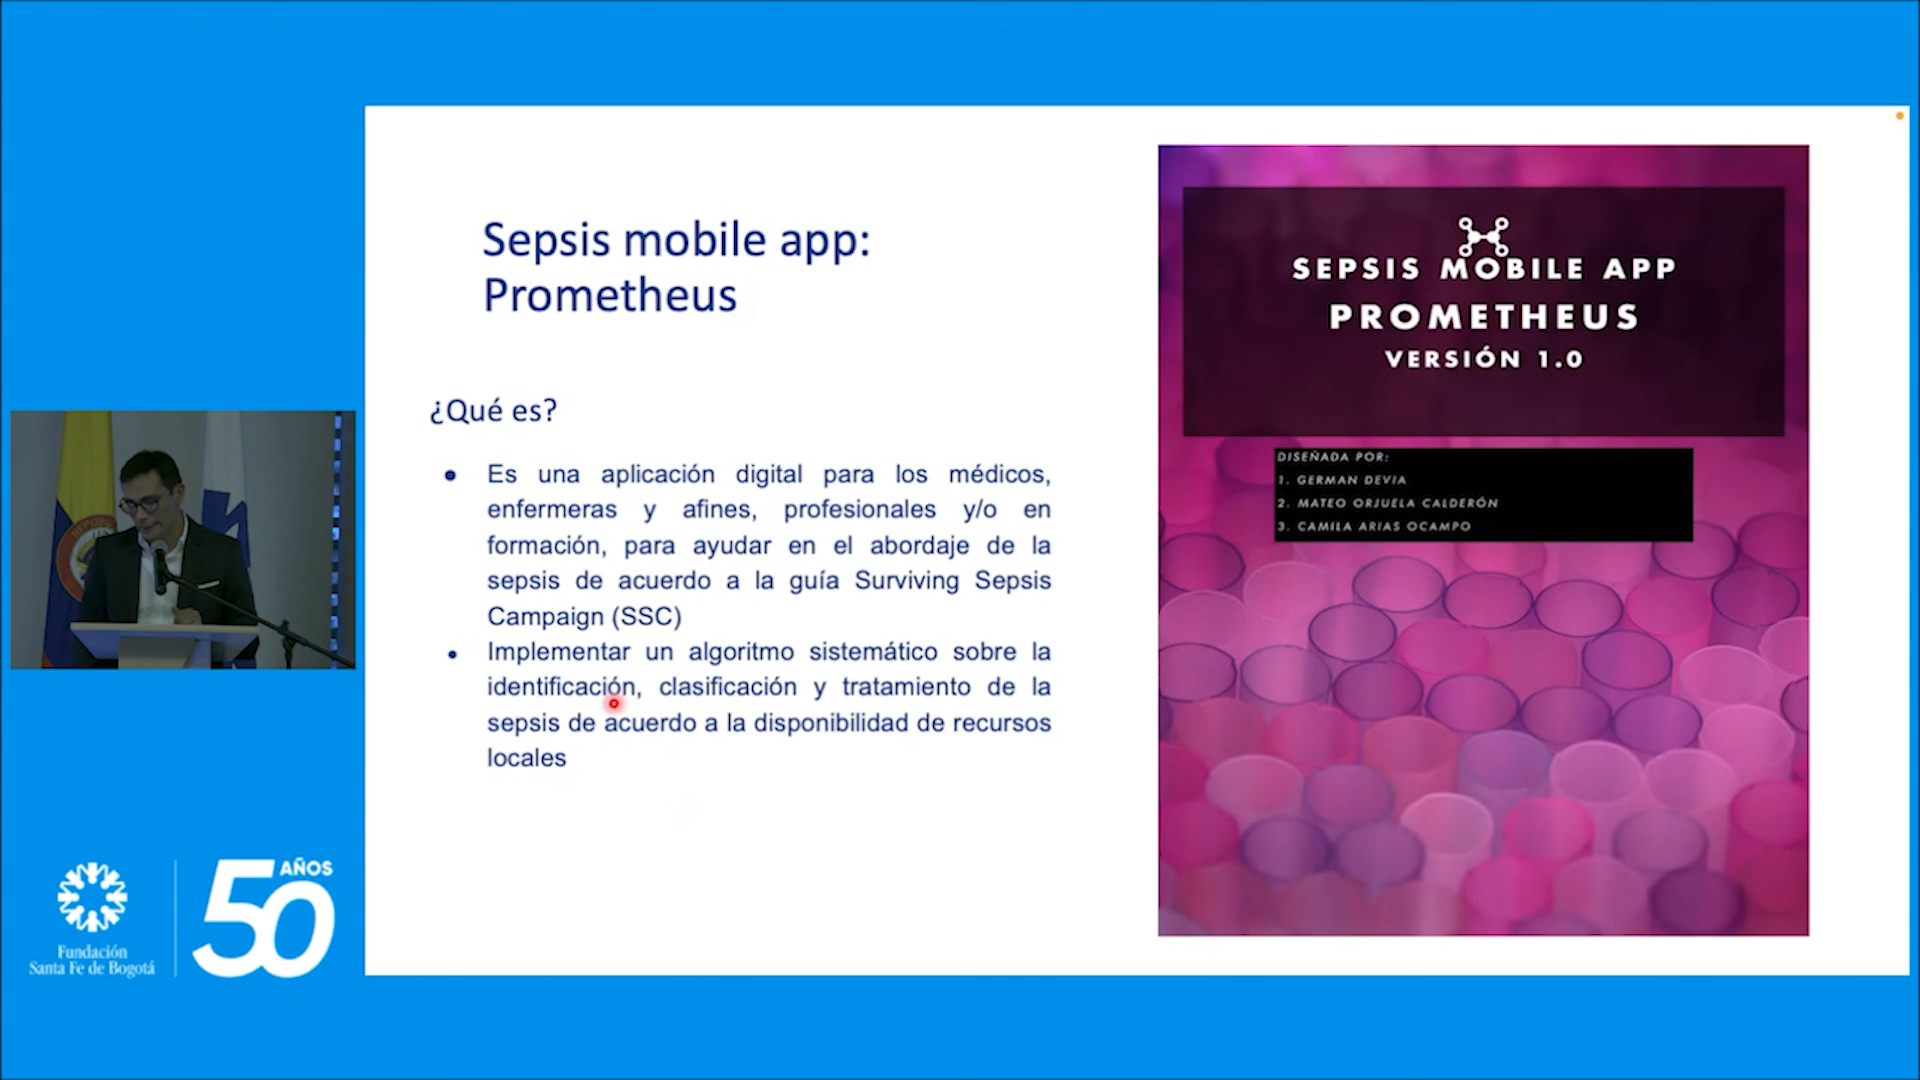 Sepsis mobile app:
Prometheus
¿Qué es?
• Es una aplicación digital para los médicos,
enfermeras y afines, profesionales y/o en
formación, para ayudar en el abordaje de la
sepsis de acuerdo a la guía Surviving Sepsis
Campaign (SSC)
• Implementar un algoritmo sistemático sobre la
identificación, clasificación y tratamiento de la
sepsis de acuerdo a la disponibilidad de recursos
locales
SEPSIS MOBILE APP
PROMETHEUS
VERSIÓN 1.0
DISEÑADA POR:
1. GERMAN DEVIA
2. MATEO ORJUELA CALDERÓN
3. CAMILA ARIAS OCAMPO
Fundación
Santa Fe de Bogotá
50 AÑOS